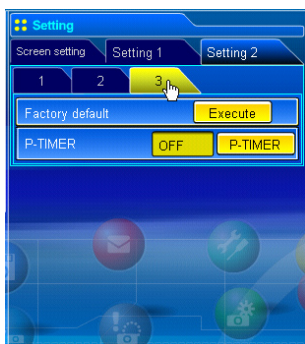 Setting
Screen setting Setting 1 Setting 2
1 2 3
Factory default Execute
P-TIMER OFF P-TIMER